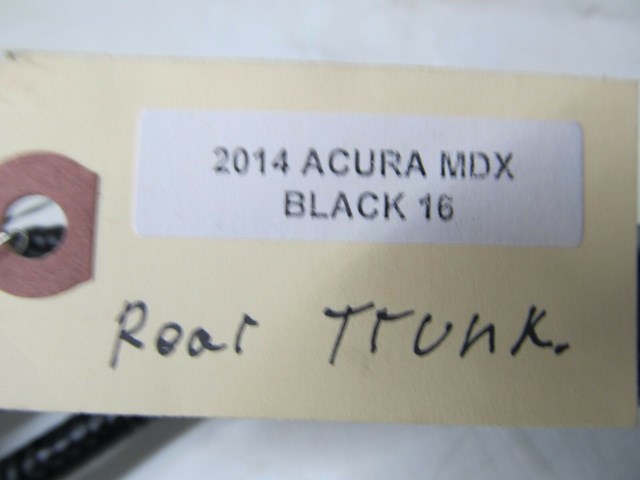 2014 ACURA MDX
BLACK 16
Rear Trunk.